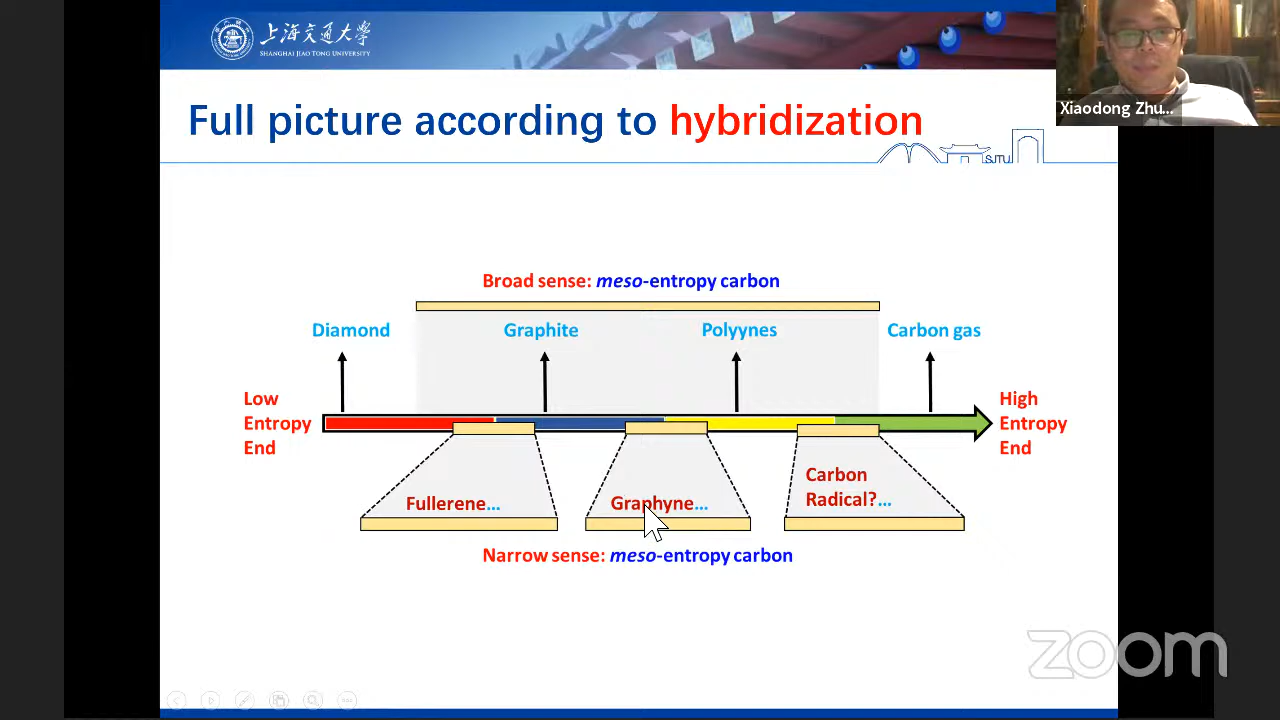 上海交通大学
SHANGHAI JIAO TONG UNIVERSITY
Xiaodong Zhu...
Full picture according to hybridization
SJTU
Broad sense: meso-entropy carbon
Diamond
Graphite
Polyynes
Carbon gas
Low
Entropy
End
High
Entropy
End
Fullerene...
Graphyne...
Carbon
Radical?...
Narrow sense: meso-entropy carbon
zoom